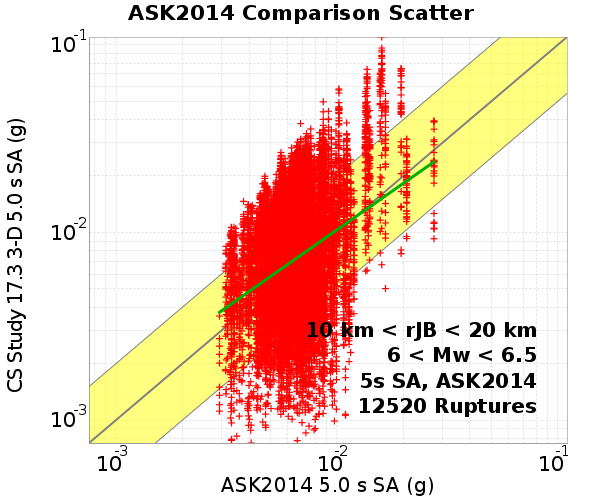 ASK2014 Comparison Scatter
10⁻¹
10⁻²
10⁻³
CS Study 17.3 3-D 5.0 s SA (g)
10 km < rJB < 20 km
6 < Mw < 6.5
5s SA, ASK2014
12520 Ruptures
10⁻³ 10⁻² 10⁻¹
ASK2014 5.0 s SA (g)